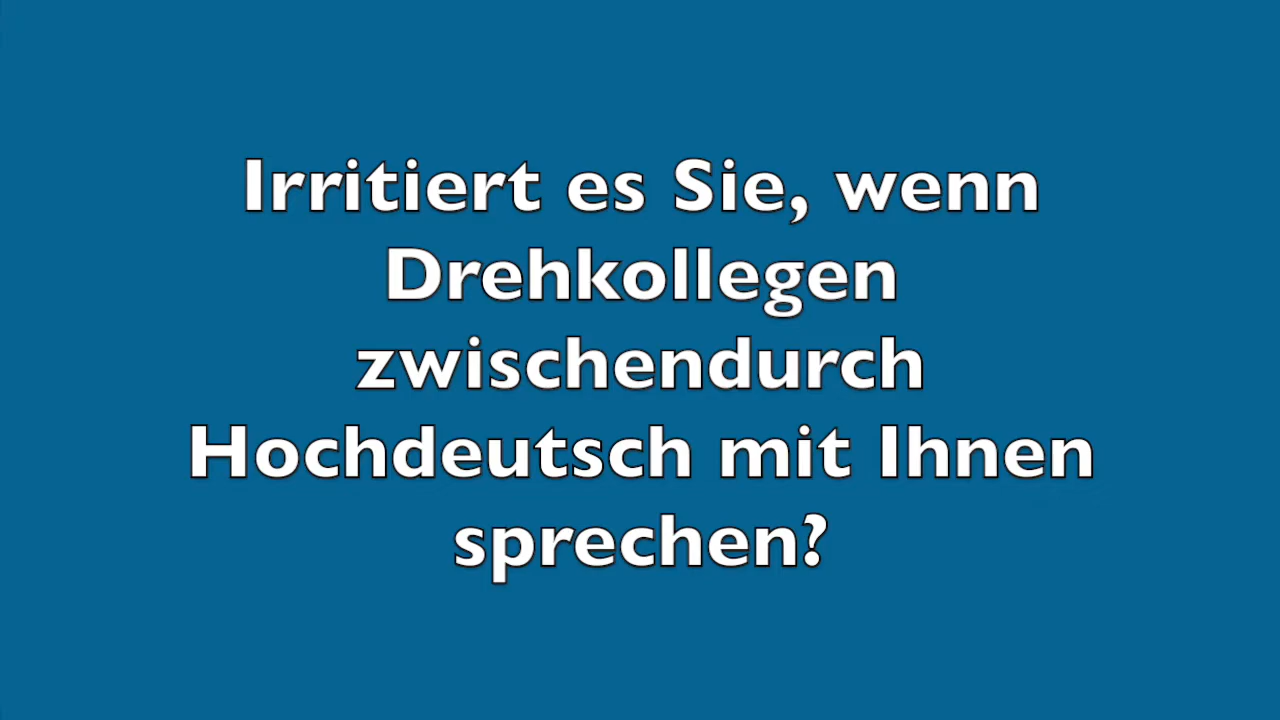 Irritiert es Sie, wenn
Drehkollegen
zwischendurch
Hochdeutsch mit Ihnen
sprechen?